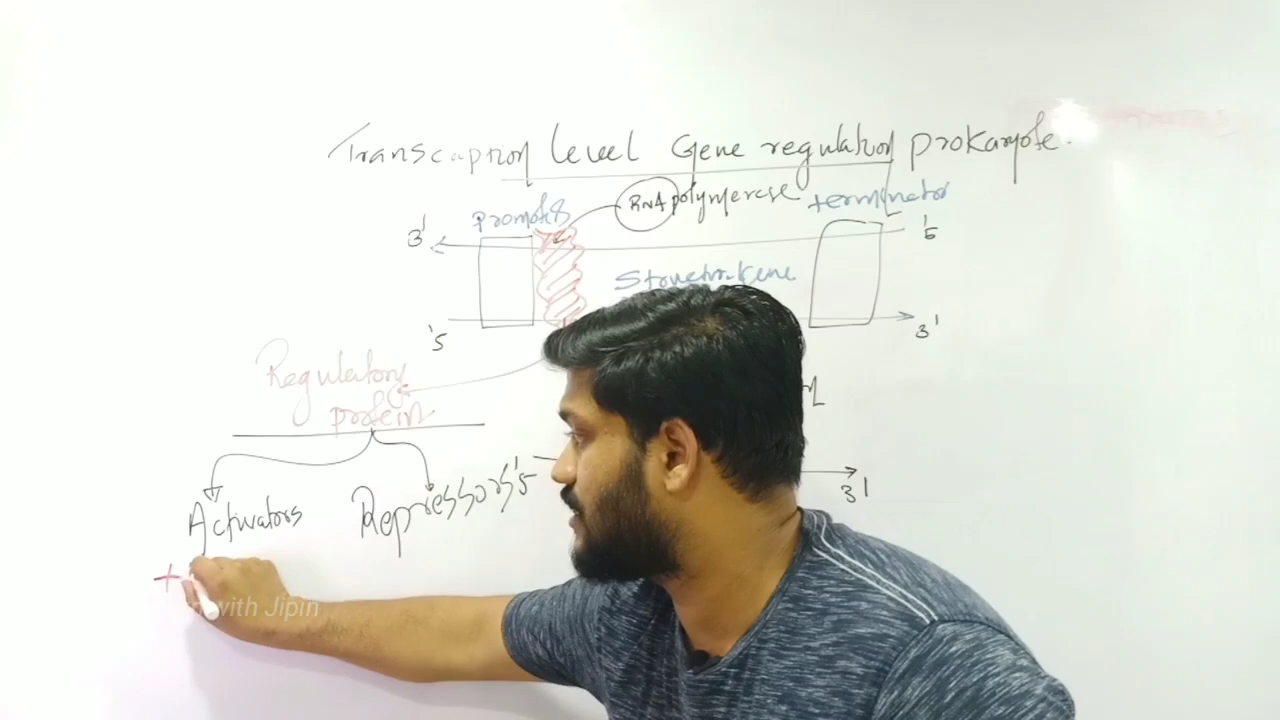 Transcription level Gene regulation prokaryote.
RNA polymerase
promoter
terminator
3'
'5
Structural gene
'5
3'
Regulatory
protein
Activators
Repressors
'5
3'
+
with Jipin